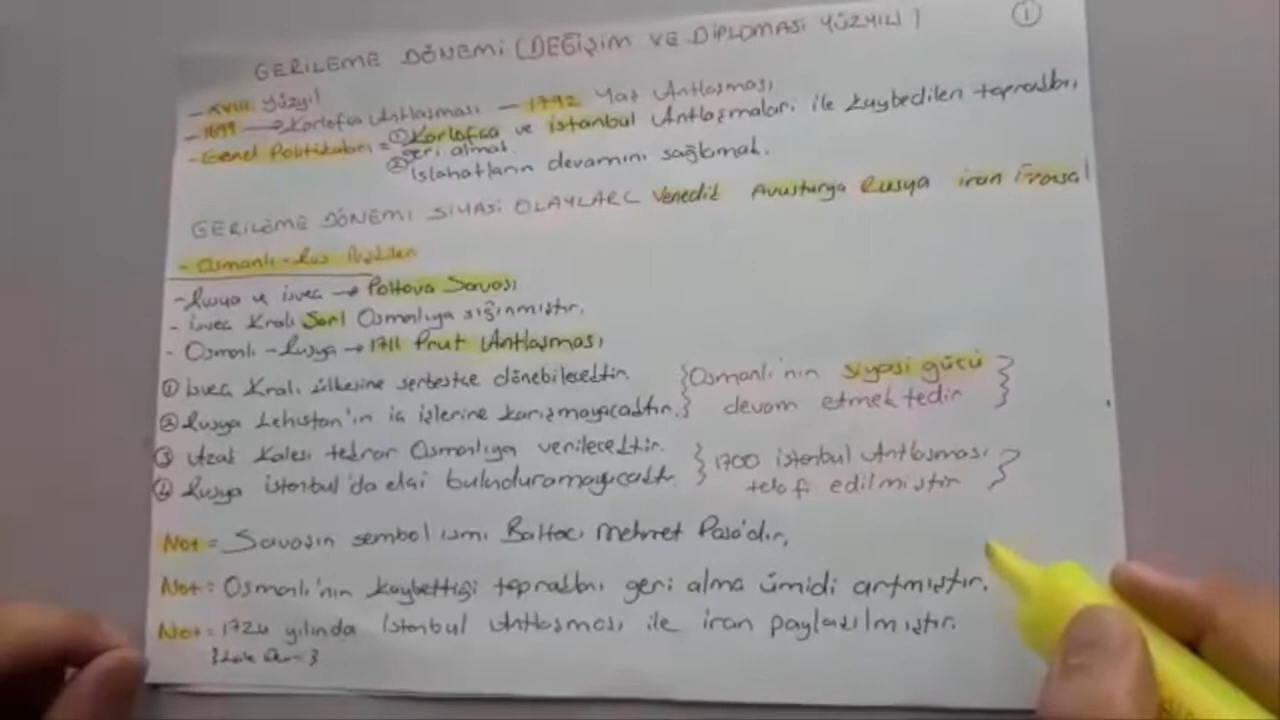 ①
GERİLEME DÖNEMİ (DEĞİŞİM VE DİPLOMASİ YÜZYILI)
- XVIII. Yüzyıl
- 1699 → Karlofça Antlaşması - 1792 Yaş Antlaşması
- Genel Politikaları = ① Karlofça ve İstanbul Antlaşmaları ile kaybedilen toprakları
geri almak.
② Islahatların devamını sağlamak.
GERİLEME DÖNEMİ SİYASİ OLAYLARI Venedik Avusturya Rusya İran Fransa
- Osmanlı-Rus
- Rusya ve İsveç → Poltova Savaşı
- İsveç Kralı Şarl Osmanlıya sığınmıştır.
- Osmanlı - Rusya → 1711 Prut Antlaşması
① İsveç Kralı ülkesine serbestçe dönebilecektir.
② Rusya Lehistan'ın iç işlerine karışmayacaktır. } Osmanlı'nın siyasi gücü devam etmektedir }
③ Azak Kalesi tekrar Osmanlıya verilecektir.
④ Rusya İstanbul'da elçi bulunduramayacaktı. } 1700 İstanbul Antlaşması telafi edilmiştir }
Not = Savaşın sembol ismi Baltacı Mehmet Paşa'dır.
Not = Osmanlı'nın kaybettiği toprakları geri alma ümidi artmıştır.
Not = 1724 yılında İstanbul Antlaşması ile İran paylaşılmıştır.